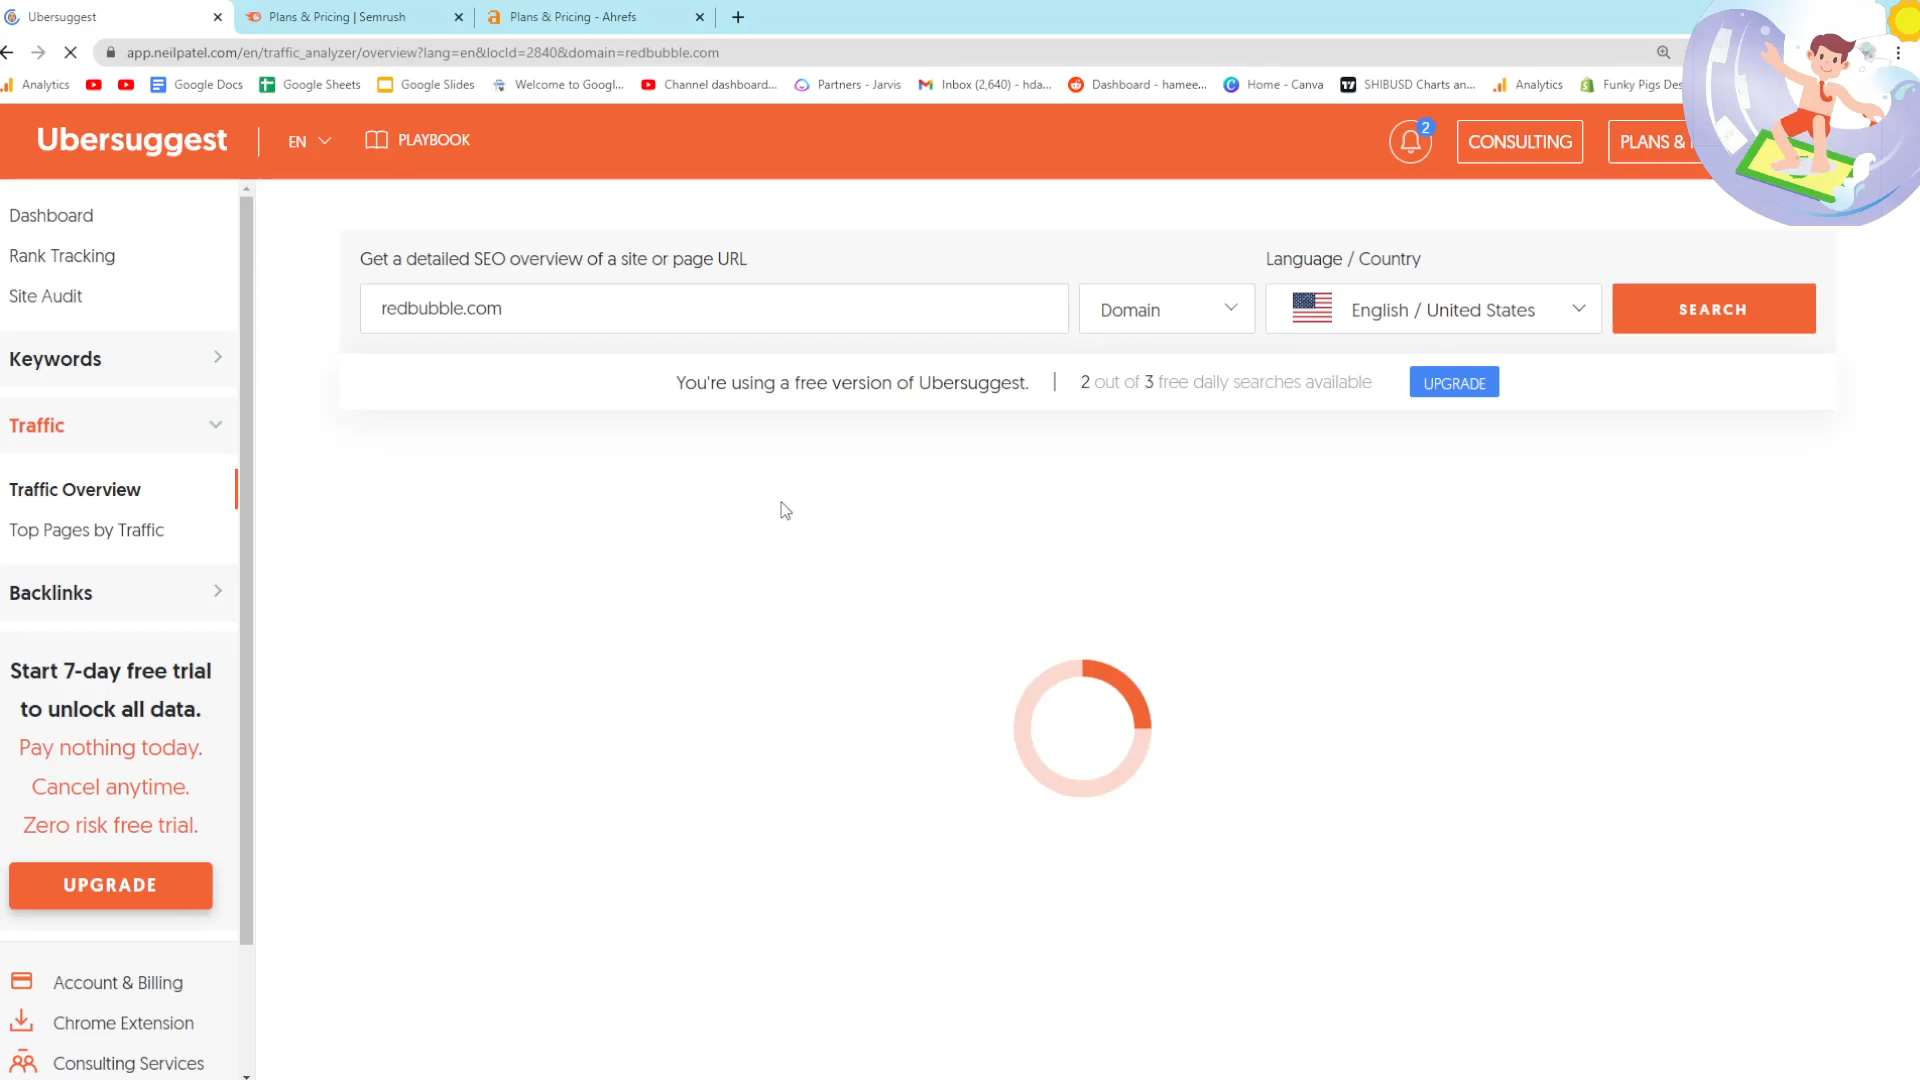 Ubersuggest
Plans & Pricing | Semrush
Plans & Pricing - Ahrefs
app.neilpatel.com/en/traffic_analyzer/overview?lang=en&locId=2840&domain=redbubble.com
Analytics
Google Docs
Google Sheets
Google Slides
Welcome to Googl...
Channel dashboard...
Partners - Jarvis
Inbox (2,640) - hda...
Dashboard - hamee...
Home - Canva
SHIBUSD Charts an...
Analytics
Funky Pigs Des
Ubersuggest
EN
PLAYBOOK
2
CONSULTING
PLANS &
Dashboard
Rank Tracking
Site Audit
Keywords
Traffic
Traffic Overview
Top Pages by Traffic
Backlinks
Start 7-day free trial
to unlock all data.
Pay nothing today.
Cancel anytime.
Zero risk free trial.
UPGRADE
Account & Billing
Chrome Extension
Consulting Services
Get a detailed SEO overview of a site or page URL
Language / Country
redbubble.com
Domain
English / United States
SEARCH
You're using a free version of Ubersuggest. | 2 out of 3 free daily searches available
UPGRADE